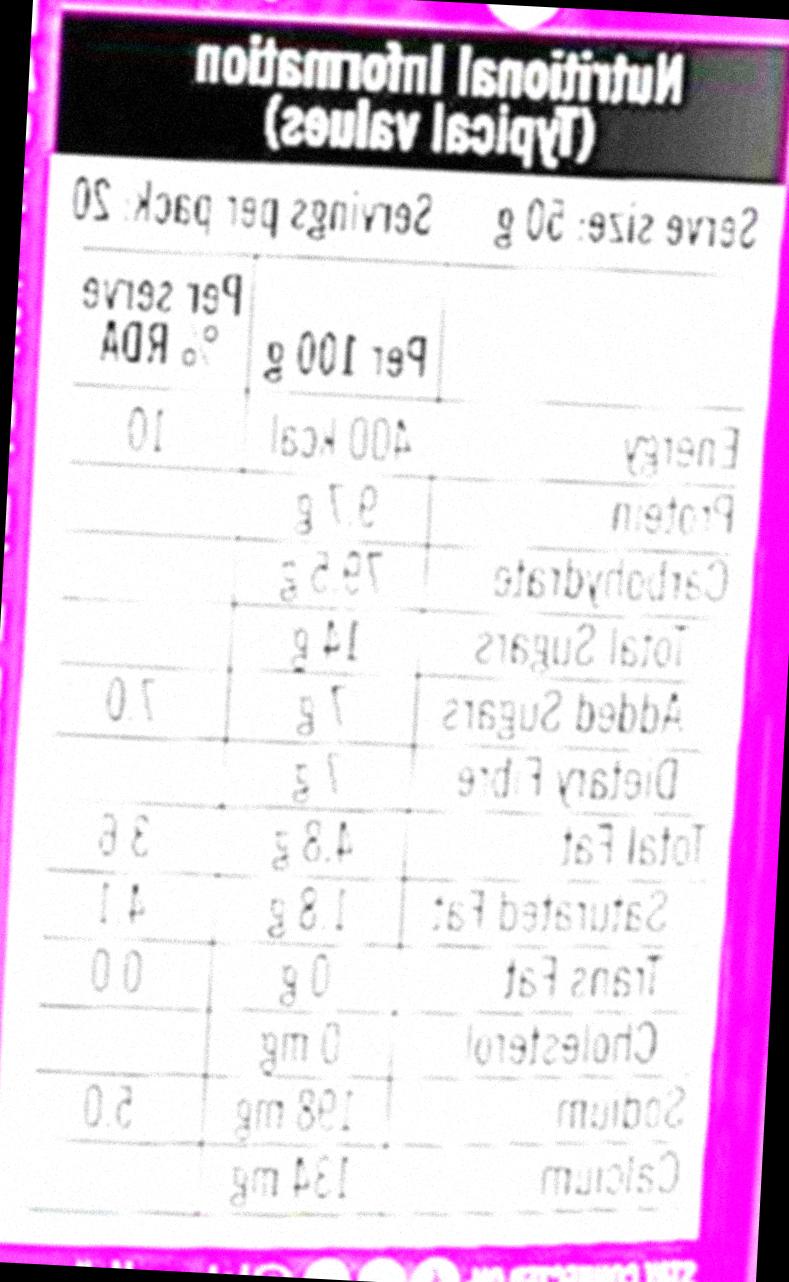 Nutritional Information
(Typical values)
Serve size: 50 g Servings per pack: 20
Per 100 g Per serve % RDA
Energy 400 kcal 10
Protein 9.7 g
Carbohydrate 79.5 g
Total Sugars 14 g
Added Sugars 7 g 7.0
Dietary Fibre 7 g
Total Fat 4.8 g 3.6
Saturated Fat 1.8 g 4.1
Trans Fat 0 g 0.0
Cholesterol 0 mg
Sodium 198 mg 5.0
Calcium 134 mg